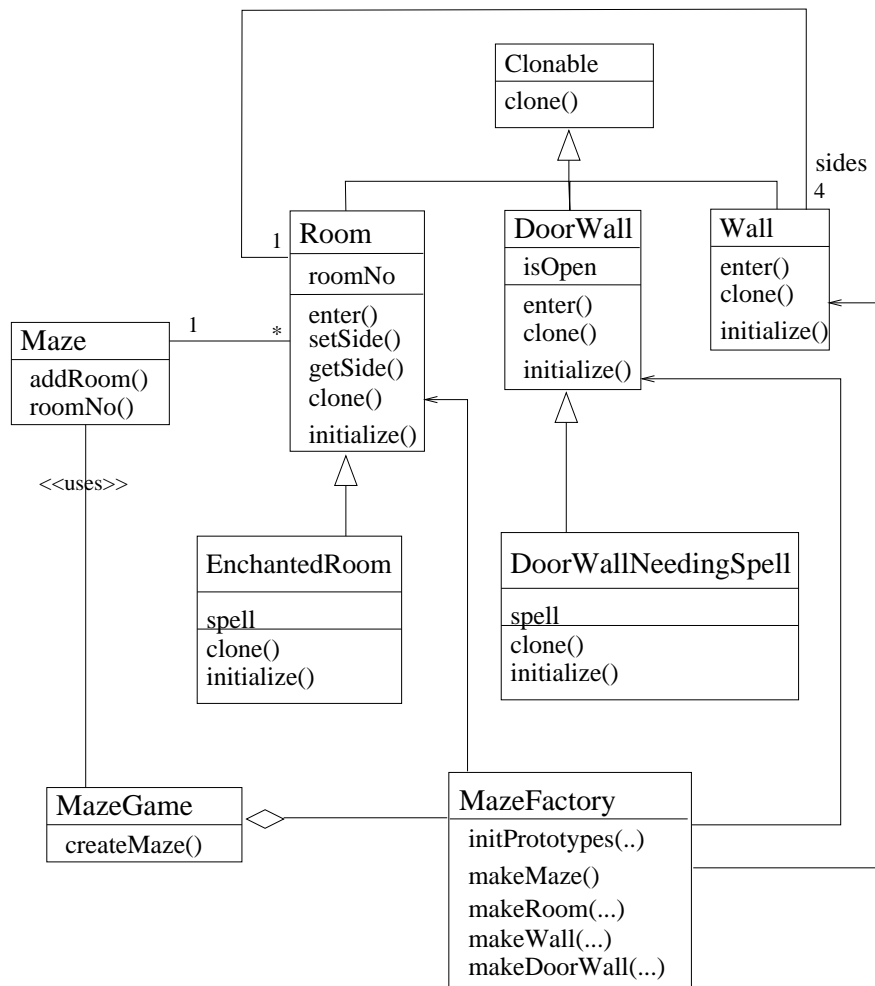 Clonable
clone()
sides
4
1
Room
roomNo
enter()
setSide()
getSide()
clone()
initialize()
DoorWall
isOpen
enter()
clone()
initialize()
Wall
enter()
clone()
initialize()
1
*
Maze
addRoom()
roomNo()
<<uses>>
EnchantedRoom
spell
clone()
initialize()
DoorWallNeedingSpell
spell
clone()
initialize()
MazeGame
createMaze()
MazeFactory
initPrototypes(..)
makeMaze()
makeRoom(...)
makeWall(...)
makeDoorWall(...)